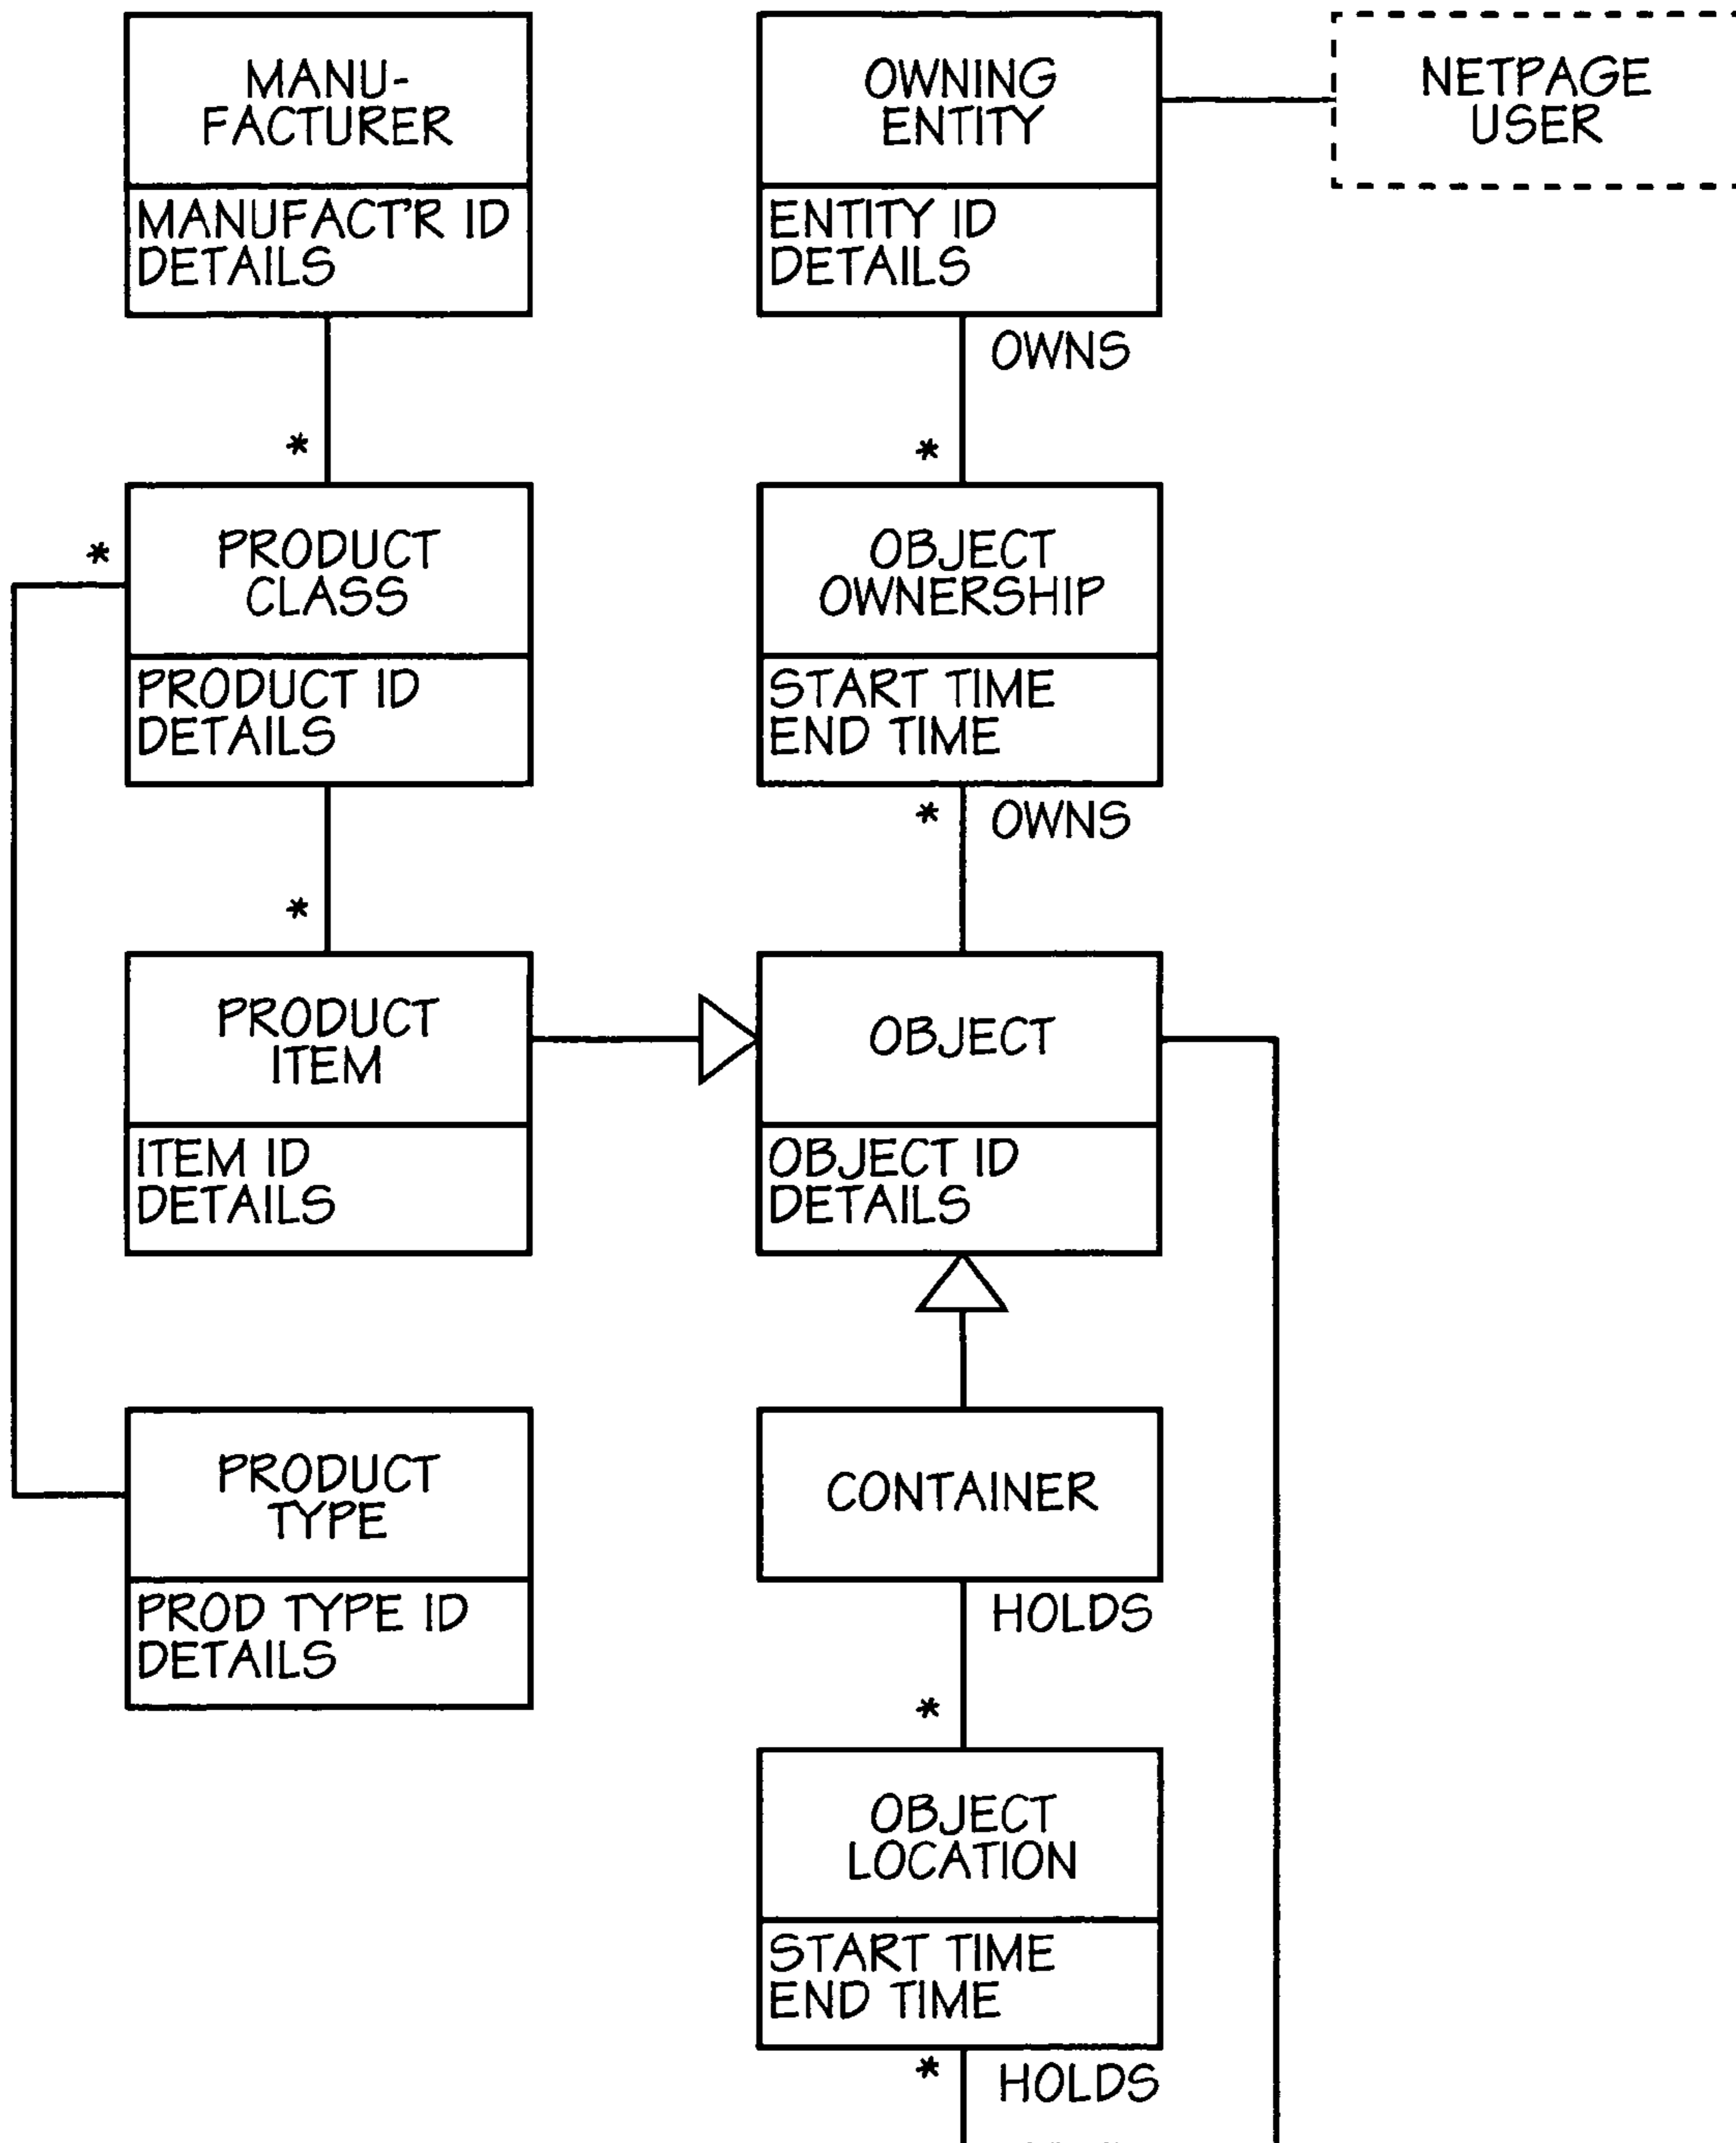 MANU-
FACTURER
MANUFACT'R ID
DETAILS
OWNING
ENTITY
ENTITY ID
DETAILS
NETPAGE
USER
OWNS
*
*
*
PRODUCT
CLASS
PRODUCT ID
DETAILS
OBJECT
OWNERSHIP
START TIME
END TIME
* OWNS
*
PRODUCT
ITEM
ITEM ID
DETAILS
OBJECT
OBJECT ID
DETAILS
PRODUCT
TYPE
PROD TYPE ID
DETAILS
CONTAINER
HOLDS
*
OBJECT
LOCATION
START TIME
END TIME
* HOLDS